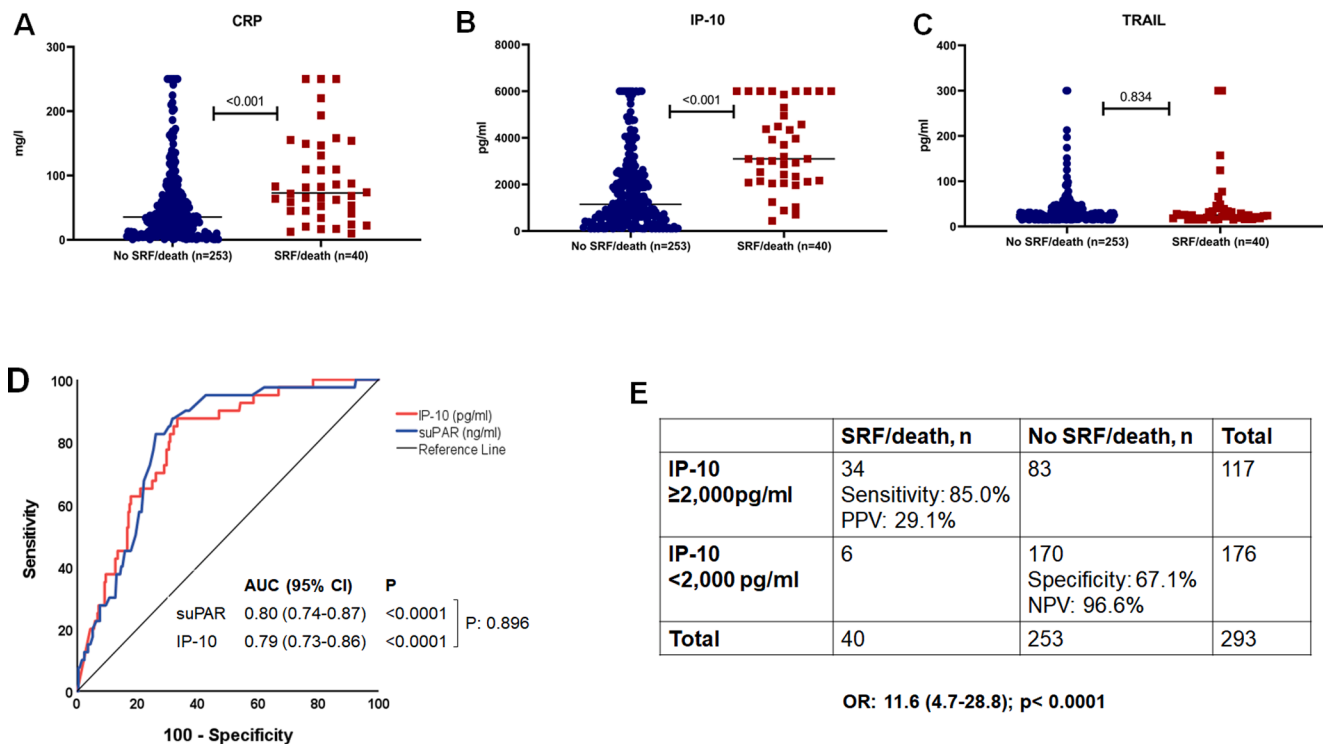 A
CRP
300
200
100
0
mg/l
<0.001
No SRF/death (n=253)
SRF/death (n=40)
B
IP-10
8000
6000
4000
2000
0
pg/ml
<0.001
No SRF/death (n=253)
SRF/death (n=40)
C
TRAIL
400
300
200
100
0
pg/ml
0.834
No SRF/death (n=253)
SRF/death (n=40)
D
100
80
60
40
20
0
Sensitivity
IP-10 (pg/ml)
suPAR (ng/ml)
Reference Line
AUC (95% CI) P
suPAR 0.80 (0.74-0.87) <0.0001
IP-10 0.79 (0.73-0.86) <0.0001
P: 0.896
0 20 40 60 80 100
100 - Specificity
E
SRF/death, n No SRF/death, n Total
IP-10 34 83 117
≥2,000pg/ml Sensitivity: 85.0%
PPV: 29.1%
IP-10 6 170 176
<2,000 pg/ml Specificity: 67.1%
NPV: 96.6%
Total 40 253 293
OR: 11.6 (4.7-28.8); p< 0.0001